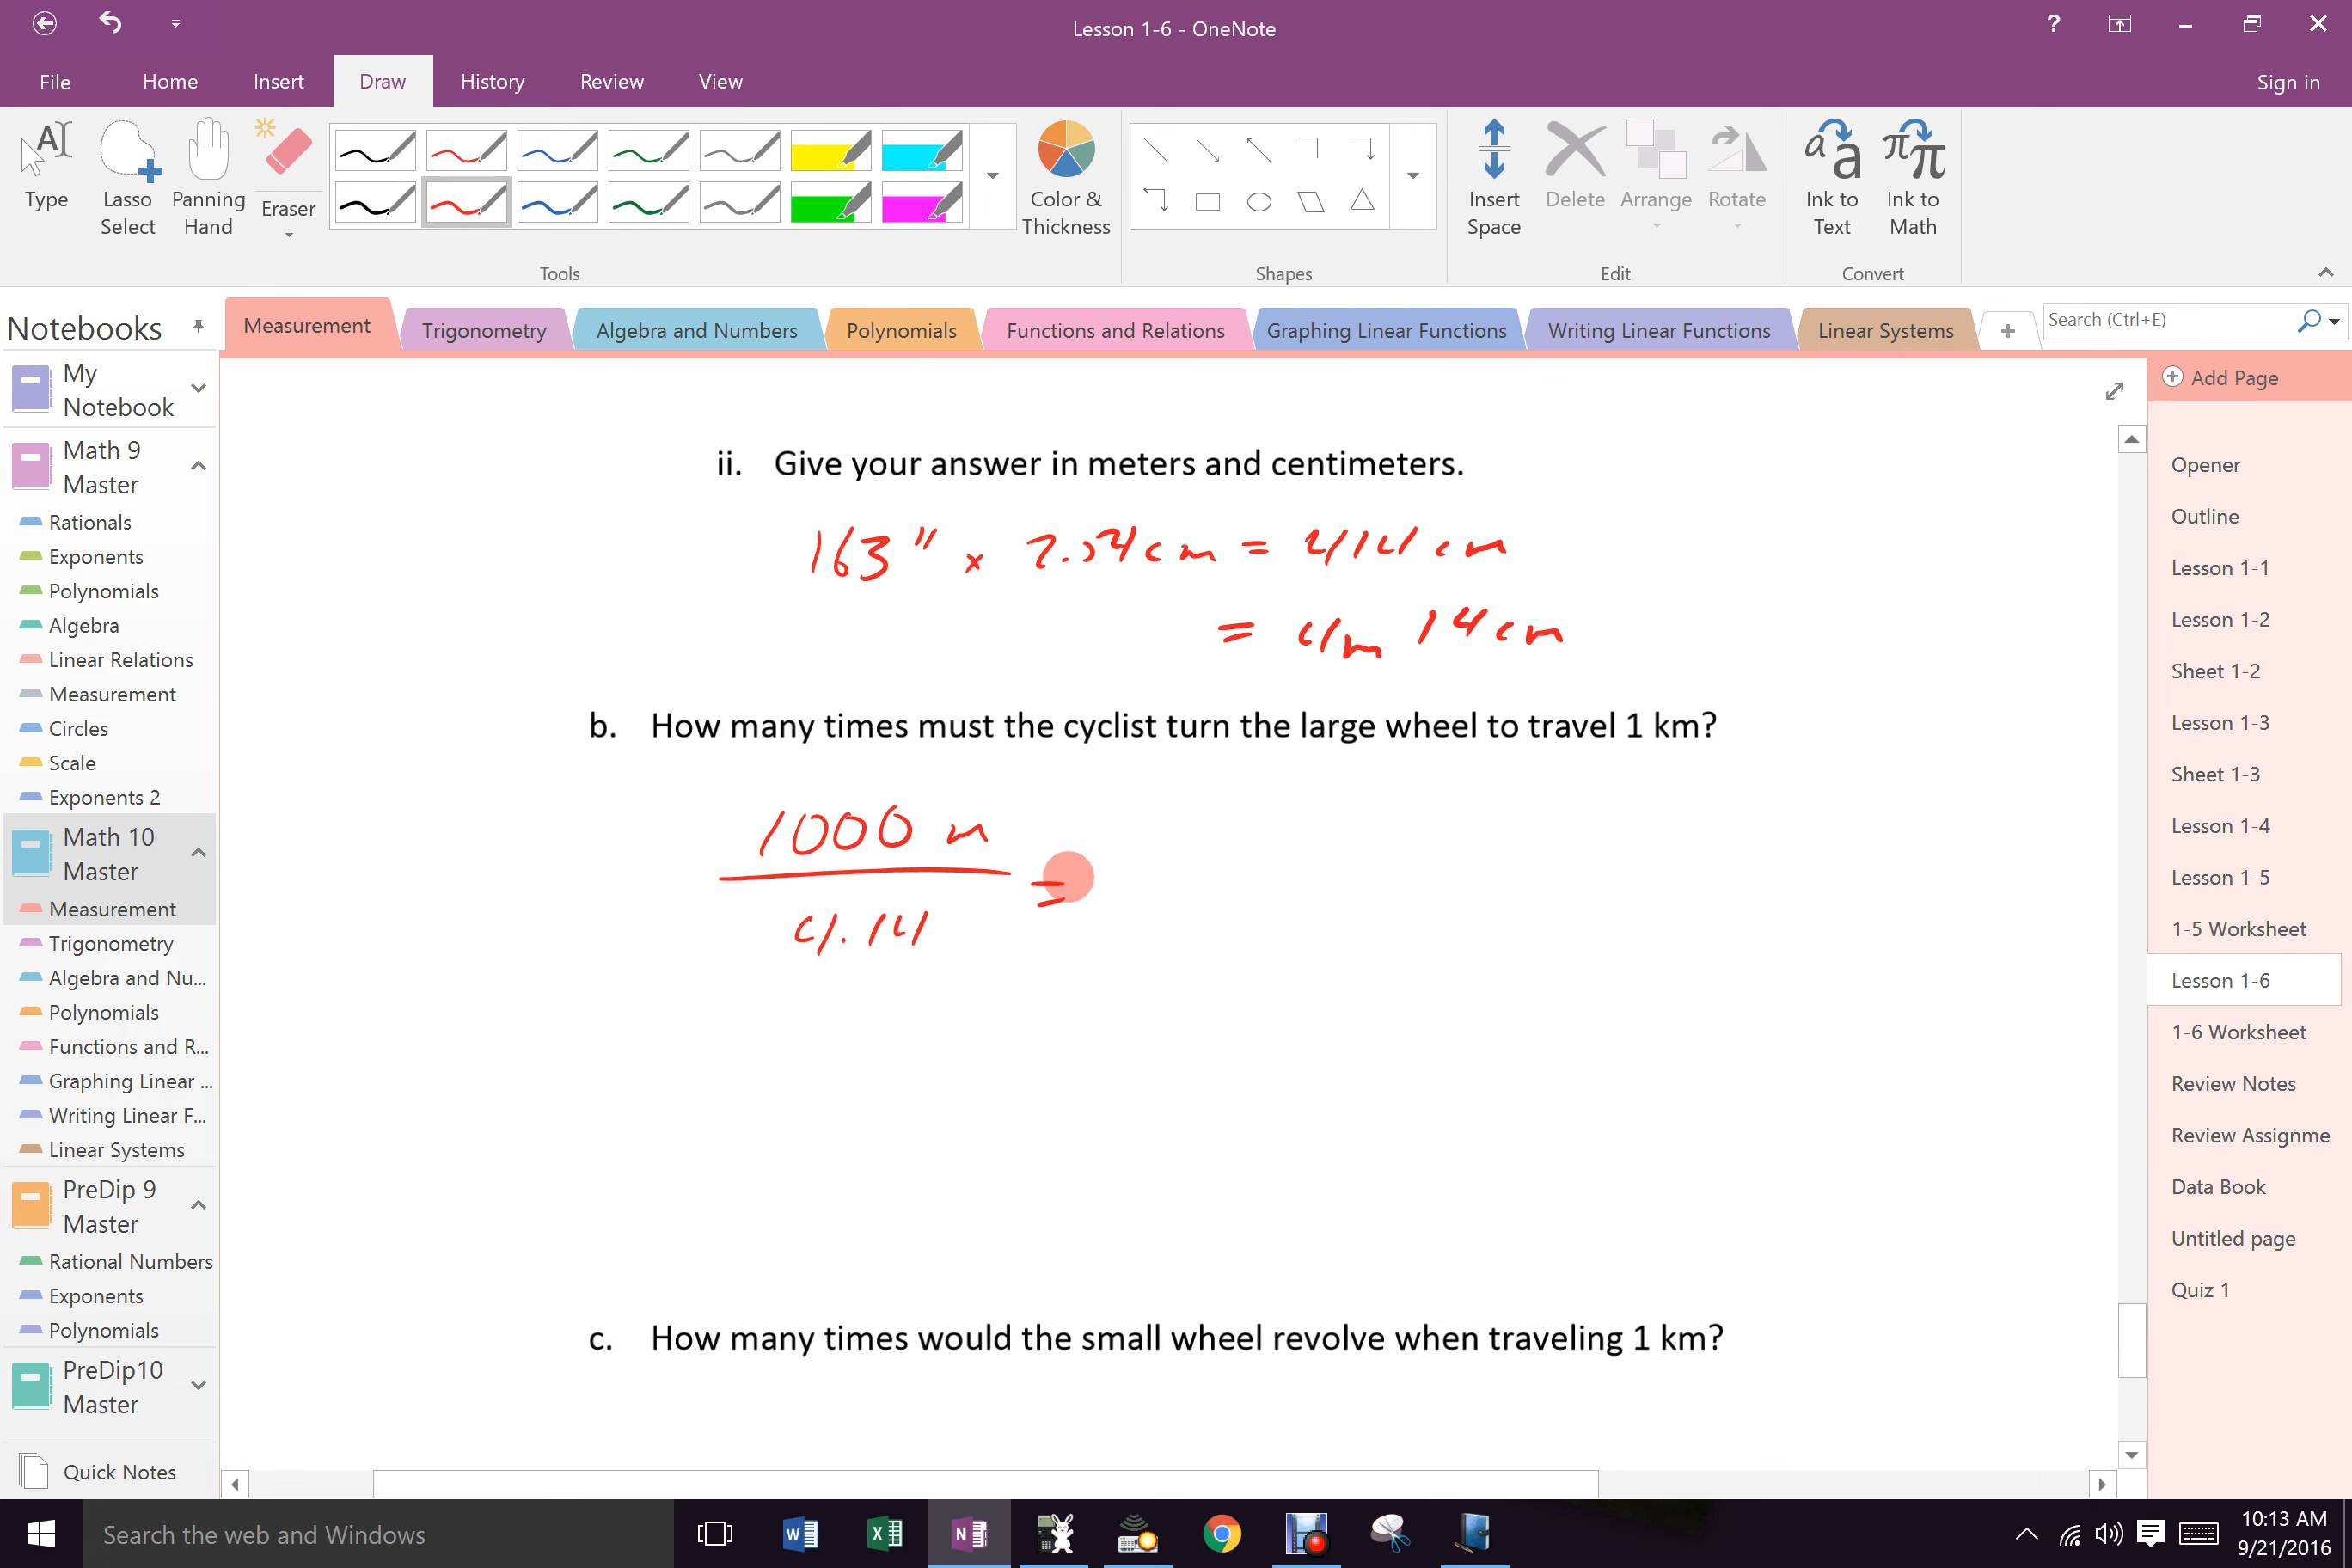 Lesson 1-6 - OneNote
?
File Home Insert Draw History Review View Sign in
Type
Lasso Select
Panning Hand
Eraser
Color & Thickness
Insert Space
Delete
Arrange
Rotate
Ink to Text
Ink to Math
Tools Shapes Edit Convert
Notebooks
Measurement Trigonometry Algebra and Numbers Polynomials Functions and Relations Graphing Linear Functions Writing Linear Functions Linear Systems +
Search (Ctrl+E)
My Notebook
Math 9 Master
Rationals
Exponents
Polynomials
Algebra
Linear Relations
Measurement
Circles
Scale
Exponents 2
Math 10 Master
Measurement
Trigonometry
Algebra and Nu...
Polynomials
Functions and R...
Graphing Linear ...
Writing Linear F...
Linear Systems
PreDip 9 Master
Rational Numbers
Exponents
Polynomials
PreDip10 Master
Quick Notes
ii. Give your answer in meters and centimeters.
163" × 2.54cm = 414 cm
= 4m 14cm
b. How many times must the cyclist turn the large wheel to travel 1 km?
1000 m
=
4.14
c. How many times would the small wheel revolve when traveling 1 km?
Add Page
Opener
Outline
Lesson 1-1
Lesson 1-2
Sheet 1-2
Lesson 1-3
Sheet 1-3
Lesson 1-4
Lesson 1-5
1-5 Worksheet
Lesson 1-6
1-6 Worksheet
Review Notes
Review Assignme
Data Book
Untitled page
Quiz 1
Search the web and Windows
10:13 AM
9/21/2016